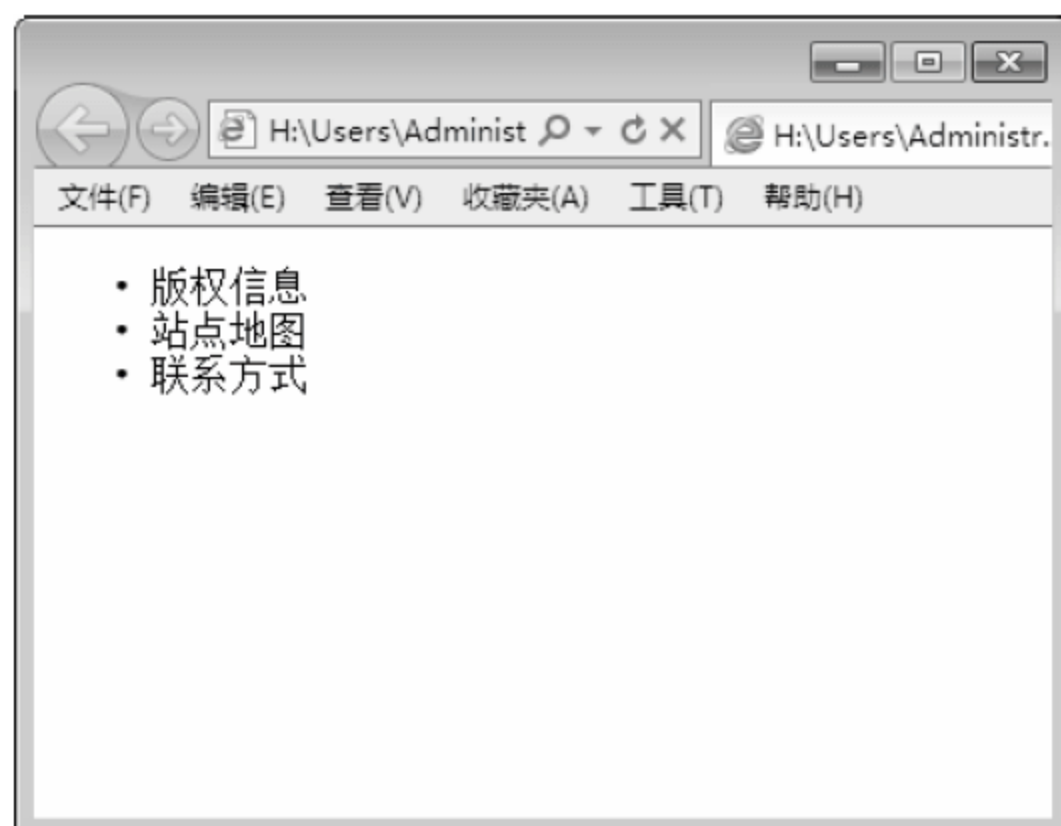 H:\Users\Administ
H:\Users\Administr...
文件(F) 编辑(E) 查看(V) 收藏夹(A) 工具(T) 帮助(H)
• 版权信息
• 站点地图
• 联系方式